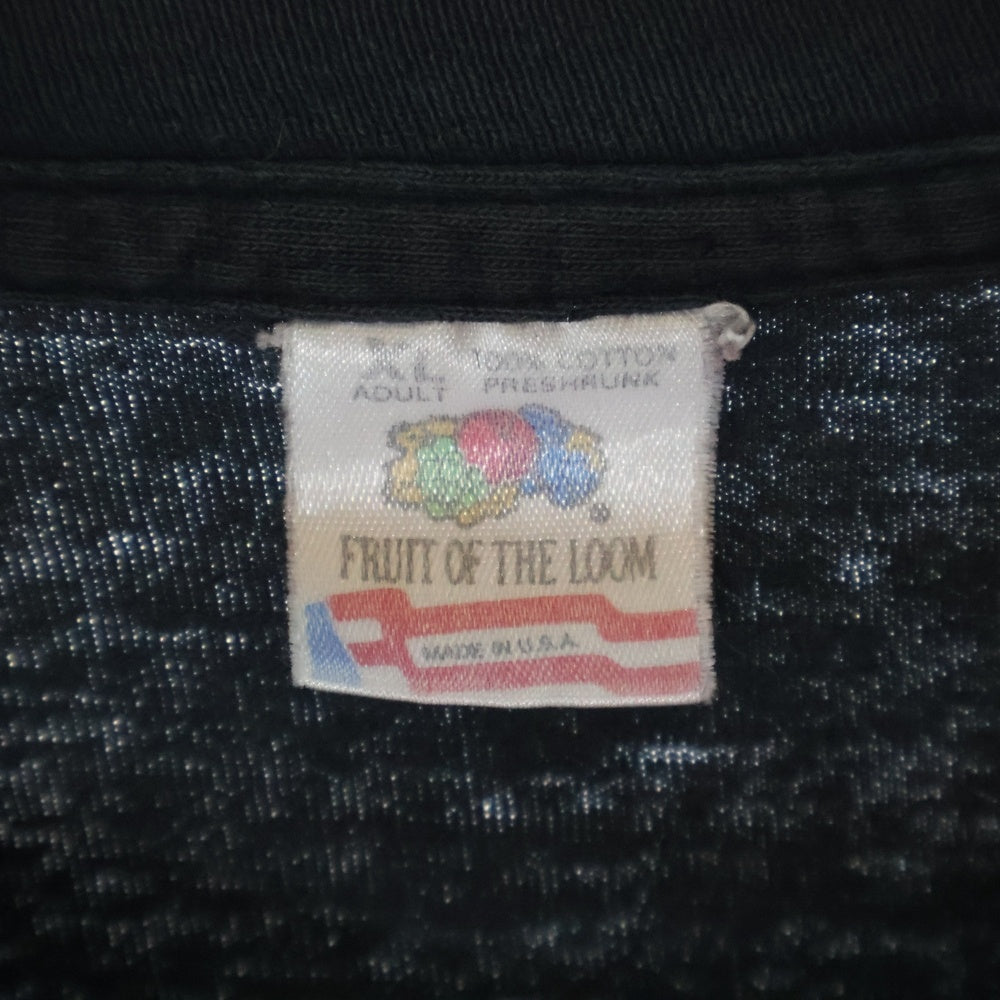 XL 100% COTTON
ADULT PRESHRUNK
®
FRUIT OF THE LOOM
MADE IN U.S.A.